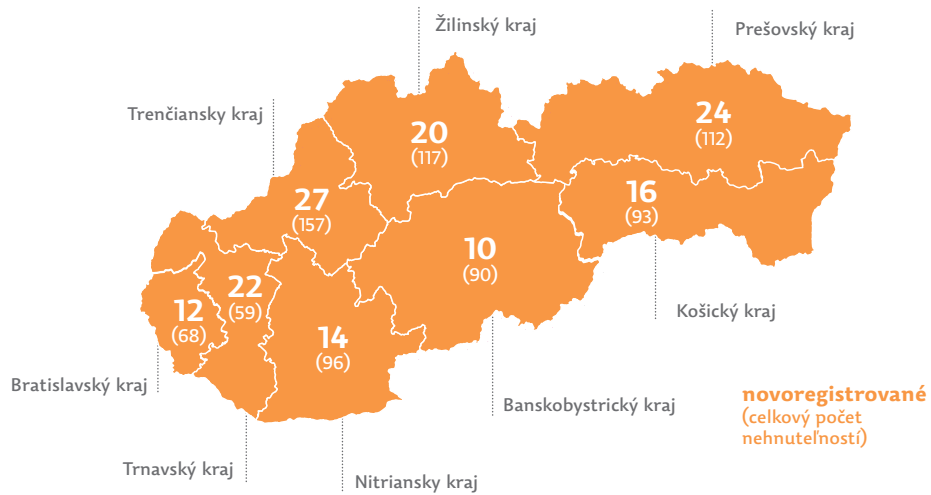 Žilinský kraj
Prešovský kraj
Trenčiansky kraj
24
(112)
20
(117)
27
(157)
16
(93)
10
(90)
22
(59)
12
(68)
14
(96)
Košický kraj
Bratislavský kraj
Banskobystrický kraj
novoregistrované
(celkový počet
nehnuteľností)
Trnavský kraj
Nitriansky kraj